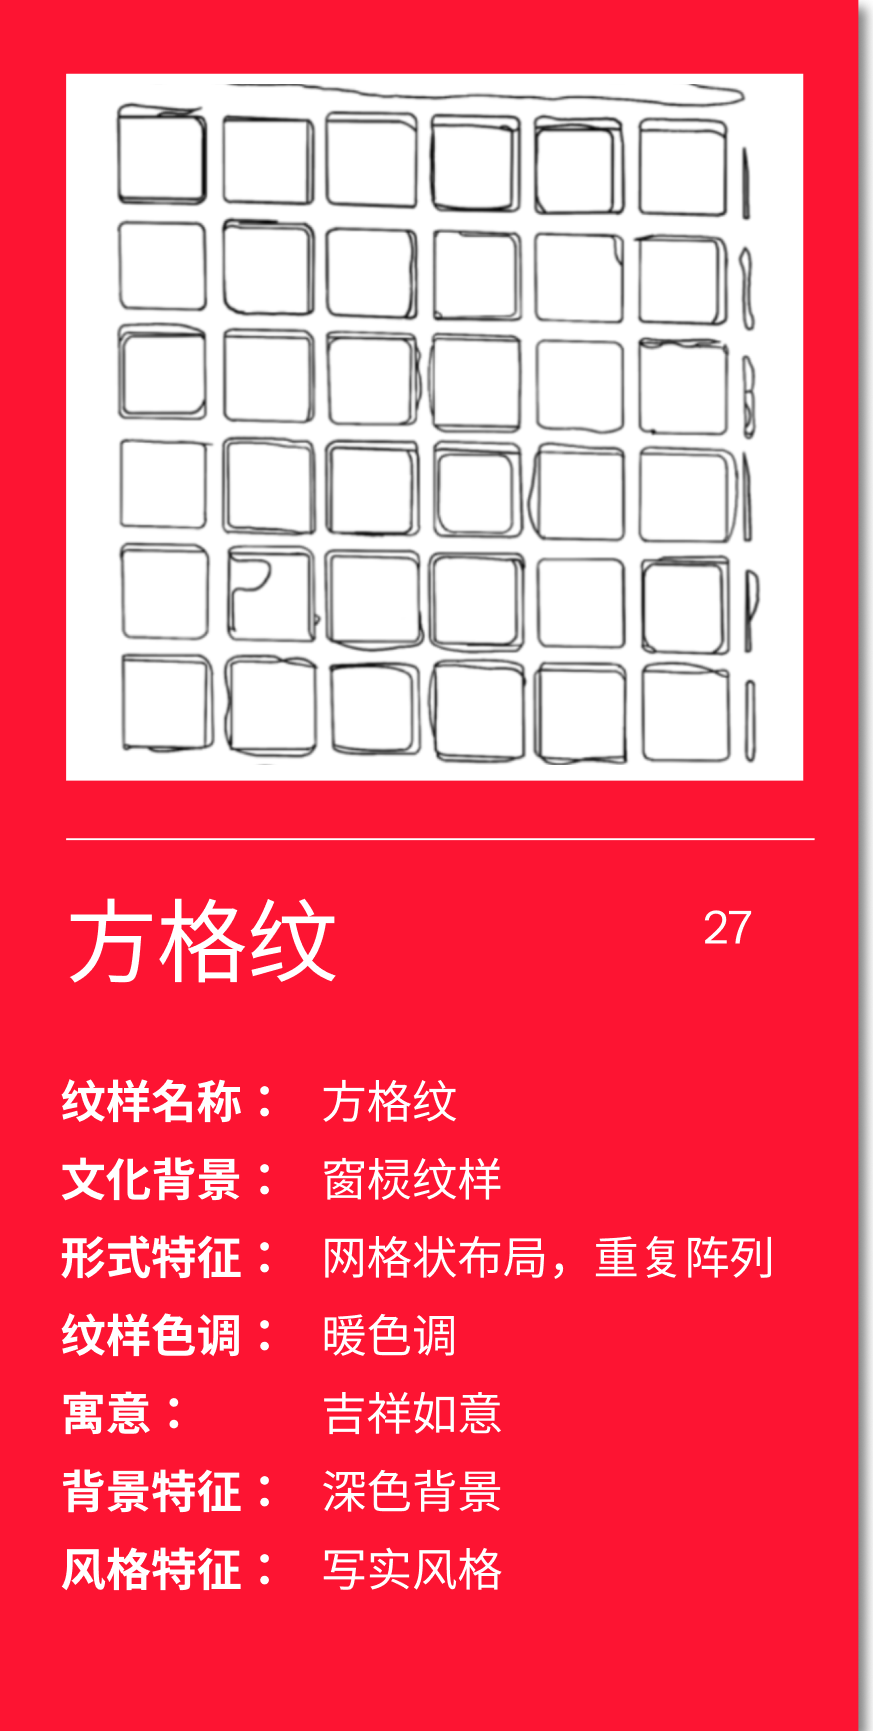 方格纹
27
纹样名称： 方格纹
文化背景： 窗棂纹样
形式特征： 网格状布局，重复阵列
纹样色调： 暖色调
寓意： 吉祥如意
背景特征： 深色背景
风格特征： 写实风格